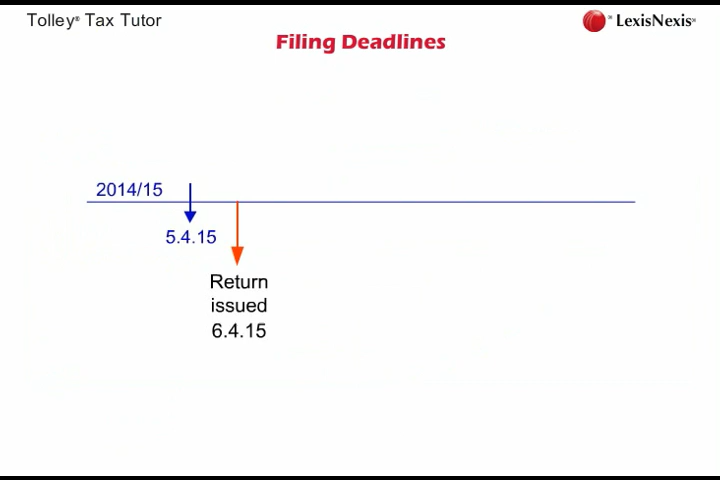 Tolley® Tax Tutor
LexisNexis®
Filing Deadlines
2014/15
5.4.15
Return
issued
6.4.15